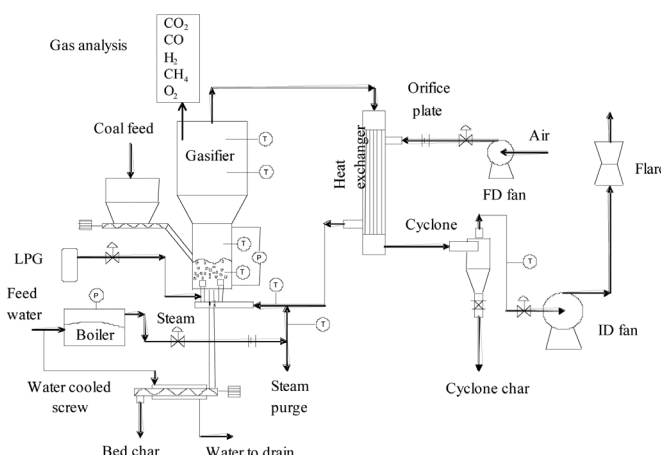 Gas analysis
CO₂
CO
H₂
CH₄
O₂
Coal feed
Gasifier
T
T
T
T
P
Heat
exchanger
Orifice
plate
Air
FD fan
Flare
Cyclone
LPG
Feed
water
P
Boiler
Steam
T
T
T
ID fan
Water cooled
screw
Steam
purge
Cyclone char
Bed char
Water to drain